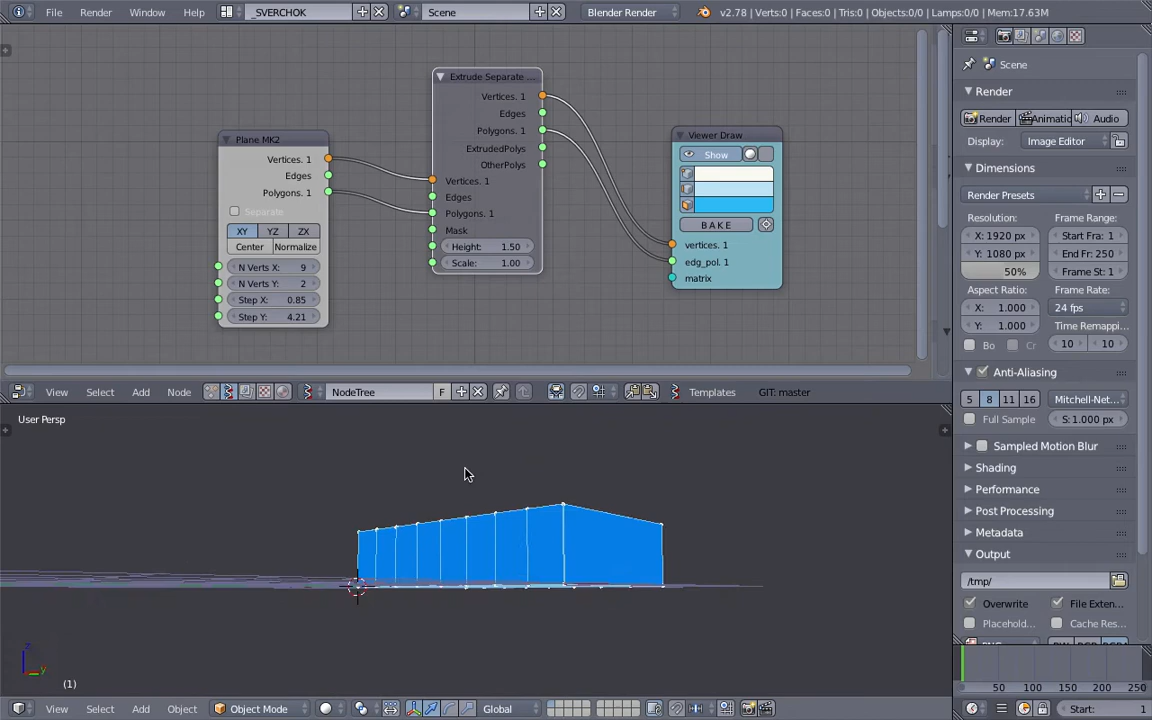 File Render Window Help _SVERCHOK Scene Blender Render v2.78 | Verts:0 | Faces:0 | Tris:0 | Objects:0/0 | Lamps:0/0 | Mem:17.63M
Plane MK2
Vertices. 1
Edges
Polygons. 1
Separate
XY YZ ZX
Center Normalize
N Verts X: 9
N Verts Y: 2
Step X: 0.85
Step Y: 4.21
Extrude Separate ...
Vertices. 1
Edges
Polygons. 1
ExtrudedPolys
OtherPolys
Vertices. 1
Edges
Polygons. 1
Mask
Height: 1.50
Scale: 1.00
Viewer Draw
Show
BAKE
vertices. 1
edg_pol. 1
matrix
View Select Add Node NodeTree F Templates GIT: master
User Persp
z
y
(1)
View Select Add Object Object Mode Global
Scene
Render
Render Animatic Audio
Display: Image Editor
Dimensions
Render Presets
Resolution: Frame Range:
X: 1920 px Start Fra: 1
Y: 1080 px End Fr: 250
50% Frame St: 1
Aspect Ratio: Frame Rate:
X: 1.000 24 fps
Y: 1.000 Time Remappi...
Bo Cr 10 10
Anti-Aliasing
5 8 11 16 Mitchell-Net...
Full Sample S: 1.000 px
Sampled Motion Blur
Shading
Performance
Post Processing
Metadata
Output
/tmp/
Overwrite File Exten...
Placehold... Cache Res...
50 100 150 200 250
Start: 1